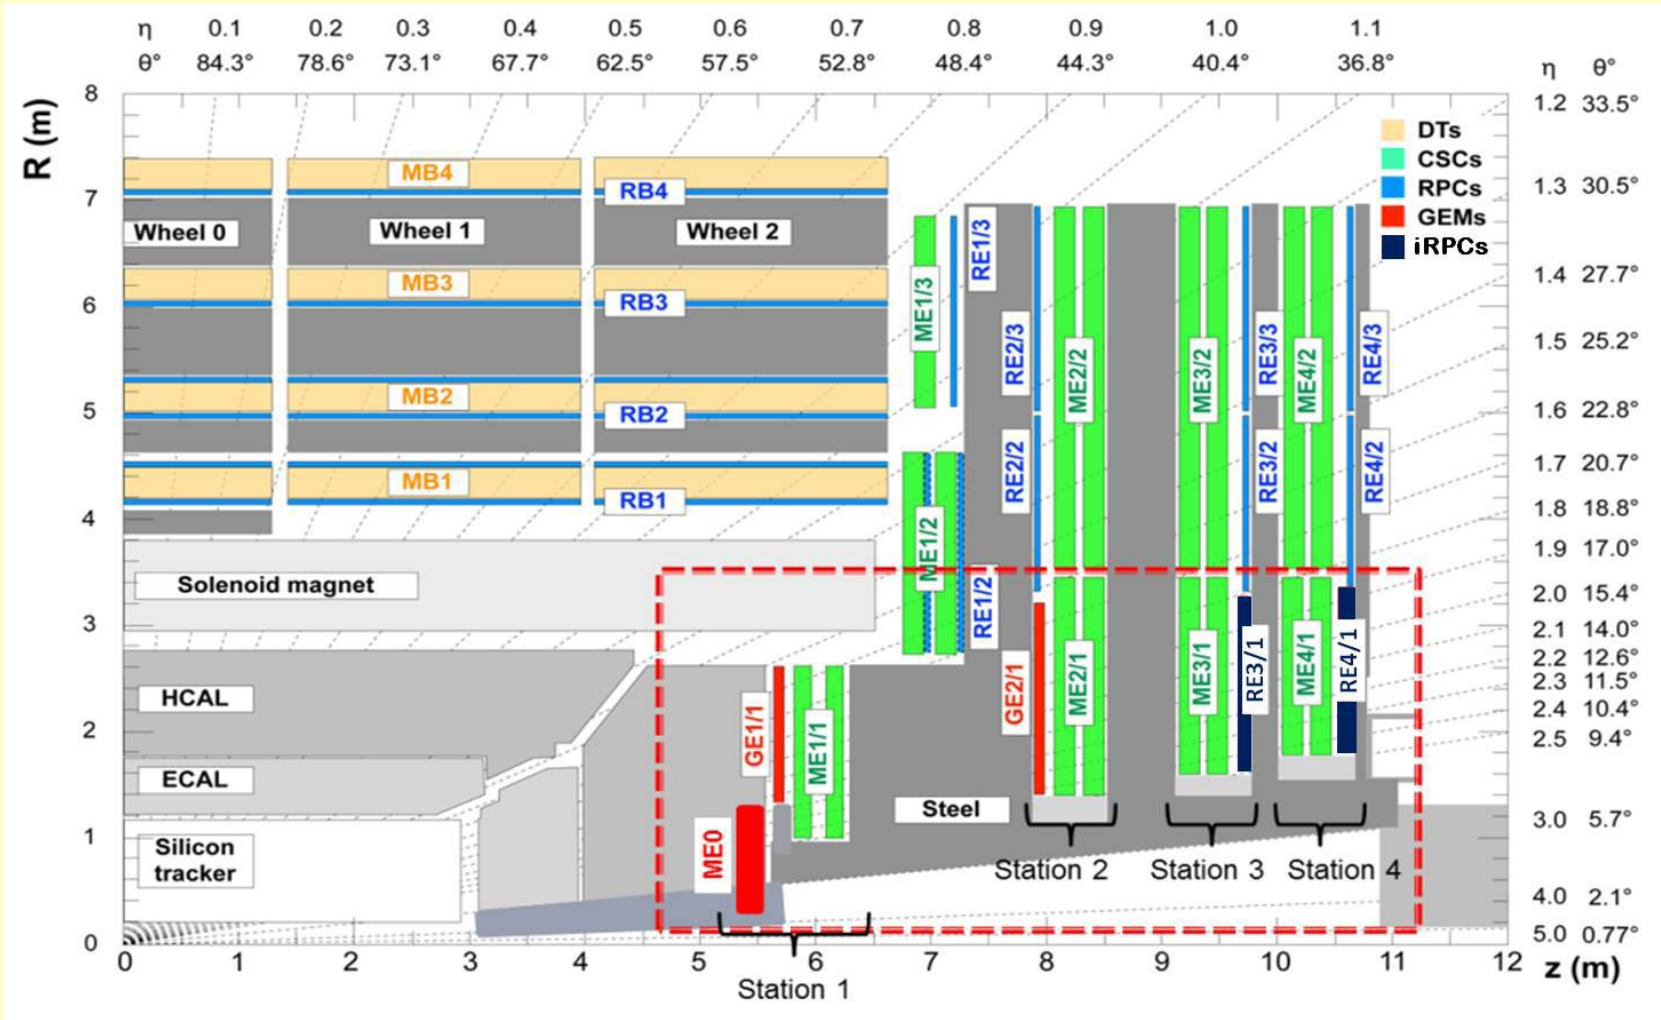 η 0.1 0.2 0.3 0.4 0.5 0.6 0.7 0.8 0.9 1.0 1.1
θ° 84.3° 78.6° 73.1° 67.7° 62.5° 57.5° 52.8° 48.4° 44.3° 40.4° 36.8°
η θ°
1.2 33.5°
1.3 30.5°
1.4 27.7°
1.5 25.2°
1.6 22.8°
1.7 20.7°
1.8 18.8°
1.9 17.0°
2.0 15.4°
2.1 14.0°
2.2 12.6°
2.3 11.5°
2.4 10.4°
2.5 9.4°
3.0 5.7°
4.0 2.1°
5.0 0.77°
R (m)
8
7
6
5
4
3
2
1
0
DTs
CSCs
RPCs
GEMs
iRPCs
MB4
RB4
Wheel 0
Wheel 1
Wheel 2
MB3
RB3
MB2
RB2
MB1
RB1
Solenoid magnet
HCAL
ECAL
Silicon
tracker
ME1/3
RE1/3
ME1/2
RE1/2
RE2/3
RE2/2
ME2/2
ME3/2
RE3/3
RE3/2
ME4/2
RE4/3
RE4/2
GE1/1
ME1/1
GE2/1
ME2/1
ME3/1
RE3/1
ME4/1
RE4/1
ME0
Steel
Station 2
Station 3
Station 4
0 1 2 3 4 5 6 7 8 9 10 11 12
z (m)
Station 1